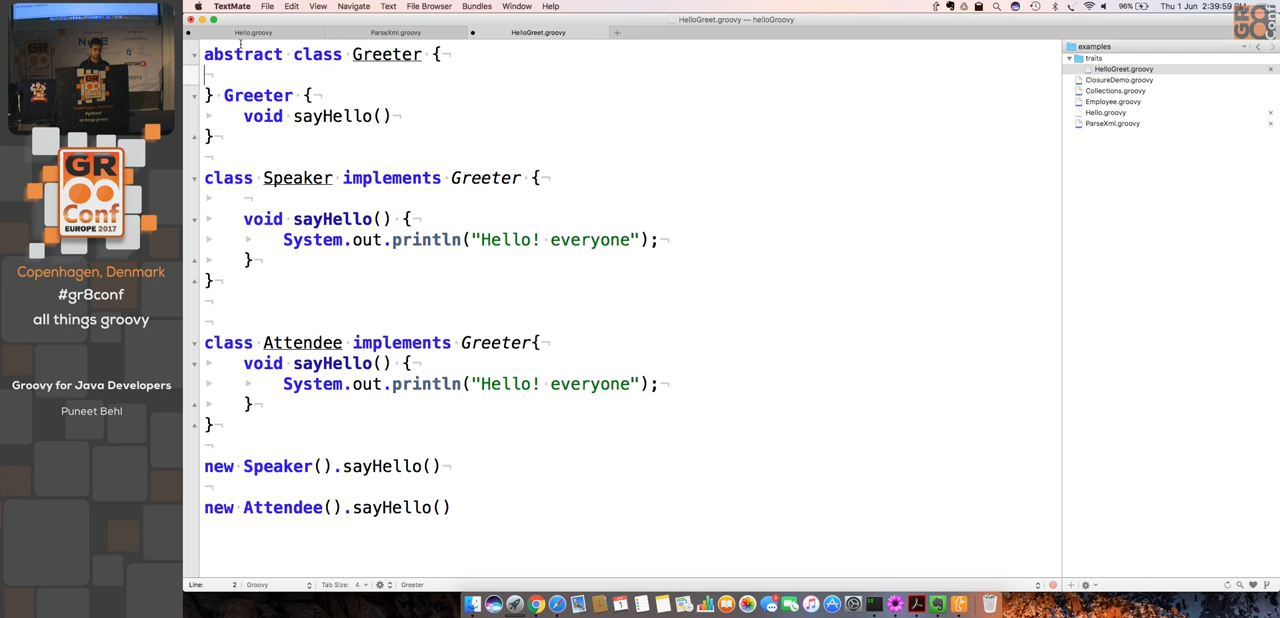 TextMate File Edit View Navigate Text File Browser Bundles Window Help
96% Thu 1 Jun 2:39:59 PM
HelloGreet.groovy — helloGroovy
Hello.groovy ParseXml.groovy HelloGreet.groovy
abstract class Greeter {
} Greeter {
void sayHello()
}
class Speaker implements Greeter {
void sayHello() {
System.out.println("Hello! everyone");
}
}
class Attendee implements Greeter{
void sayHello() {
System.out.println("Hello! everyone");
}
}
new Speaker().sayHello()
new Attendee().sayHello()
Line: 2 Groovy Tab Size: 4 Greeter
examples
traits
HelloGreet.groovy
ClosureDemo.groovy
Collections.groovy
Employee.groovy
Hello.groovy
ParseXml.groovy
GR
Conf
EUROPE 2017
Copenhagen, Denmark
#gr8conf
all things groovy
Groovy for Java Developers
Puneet Behl